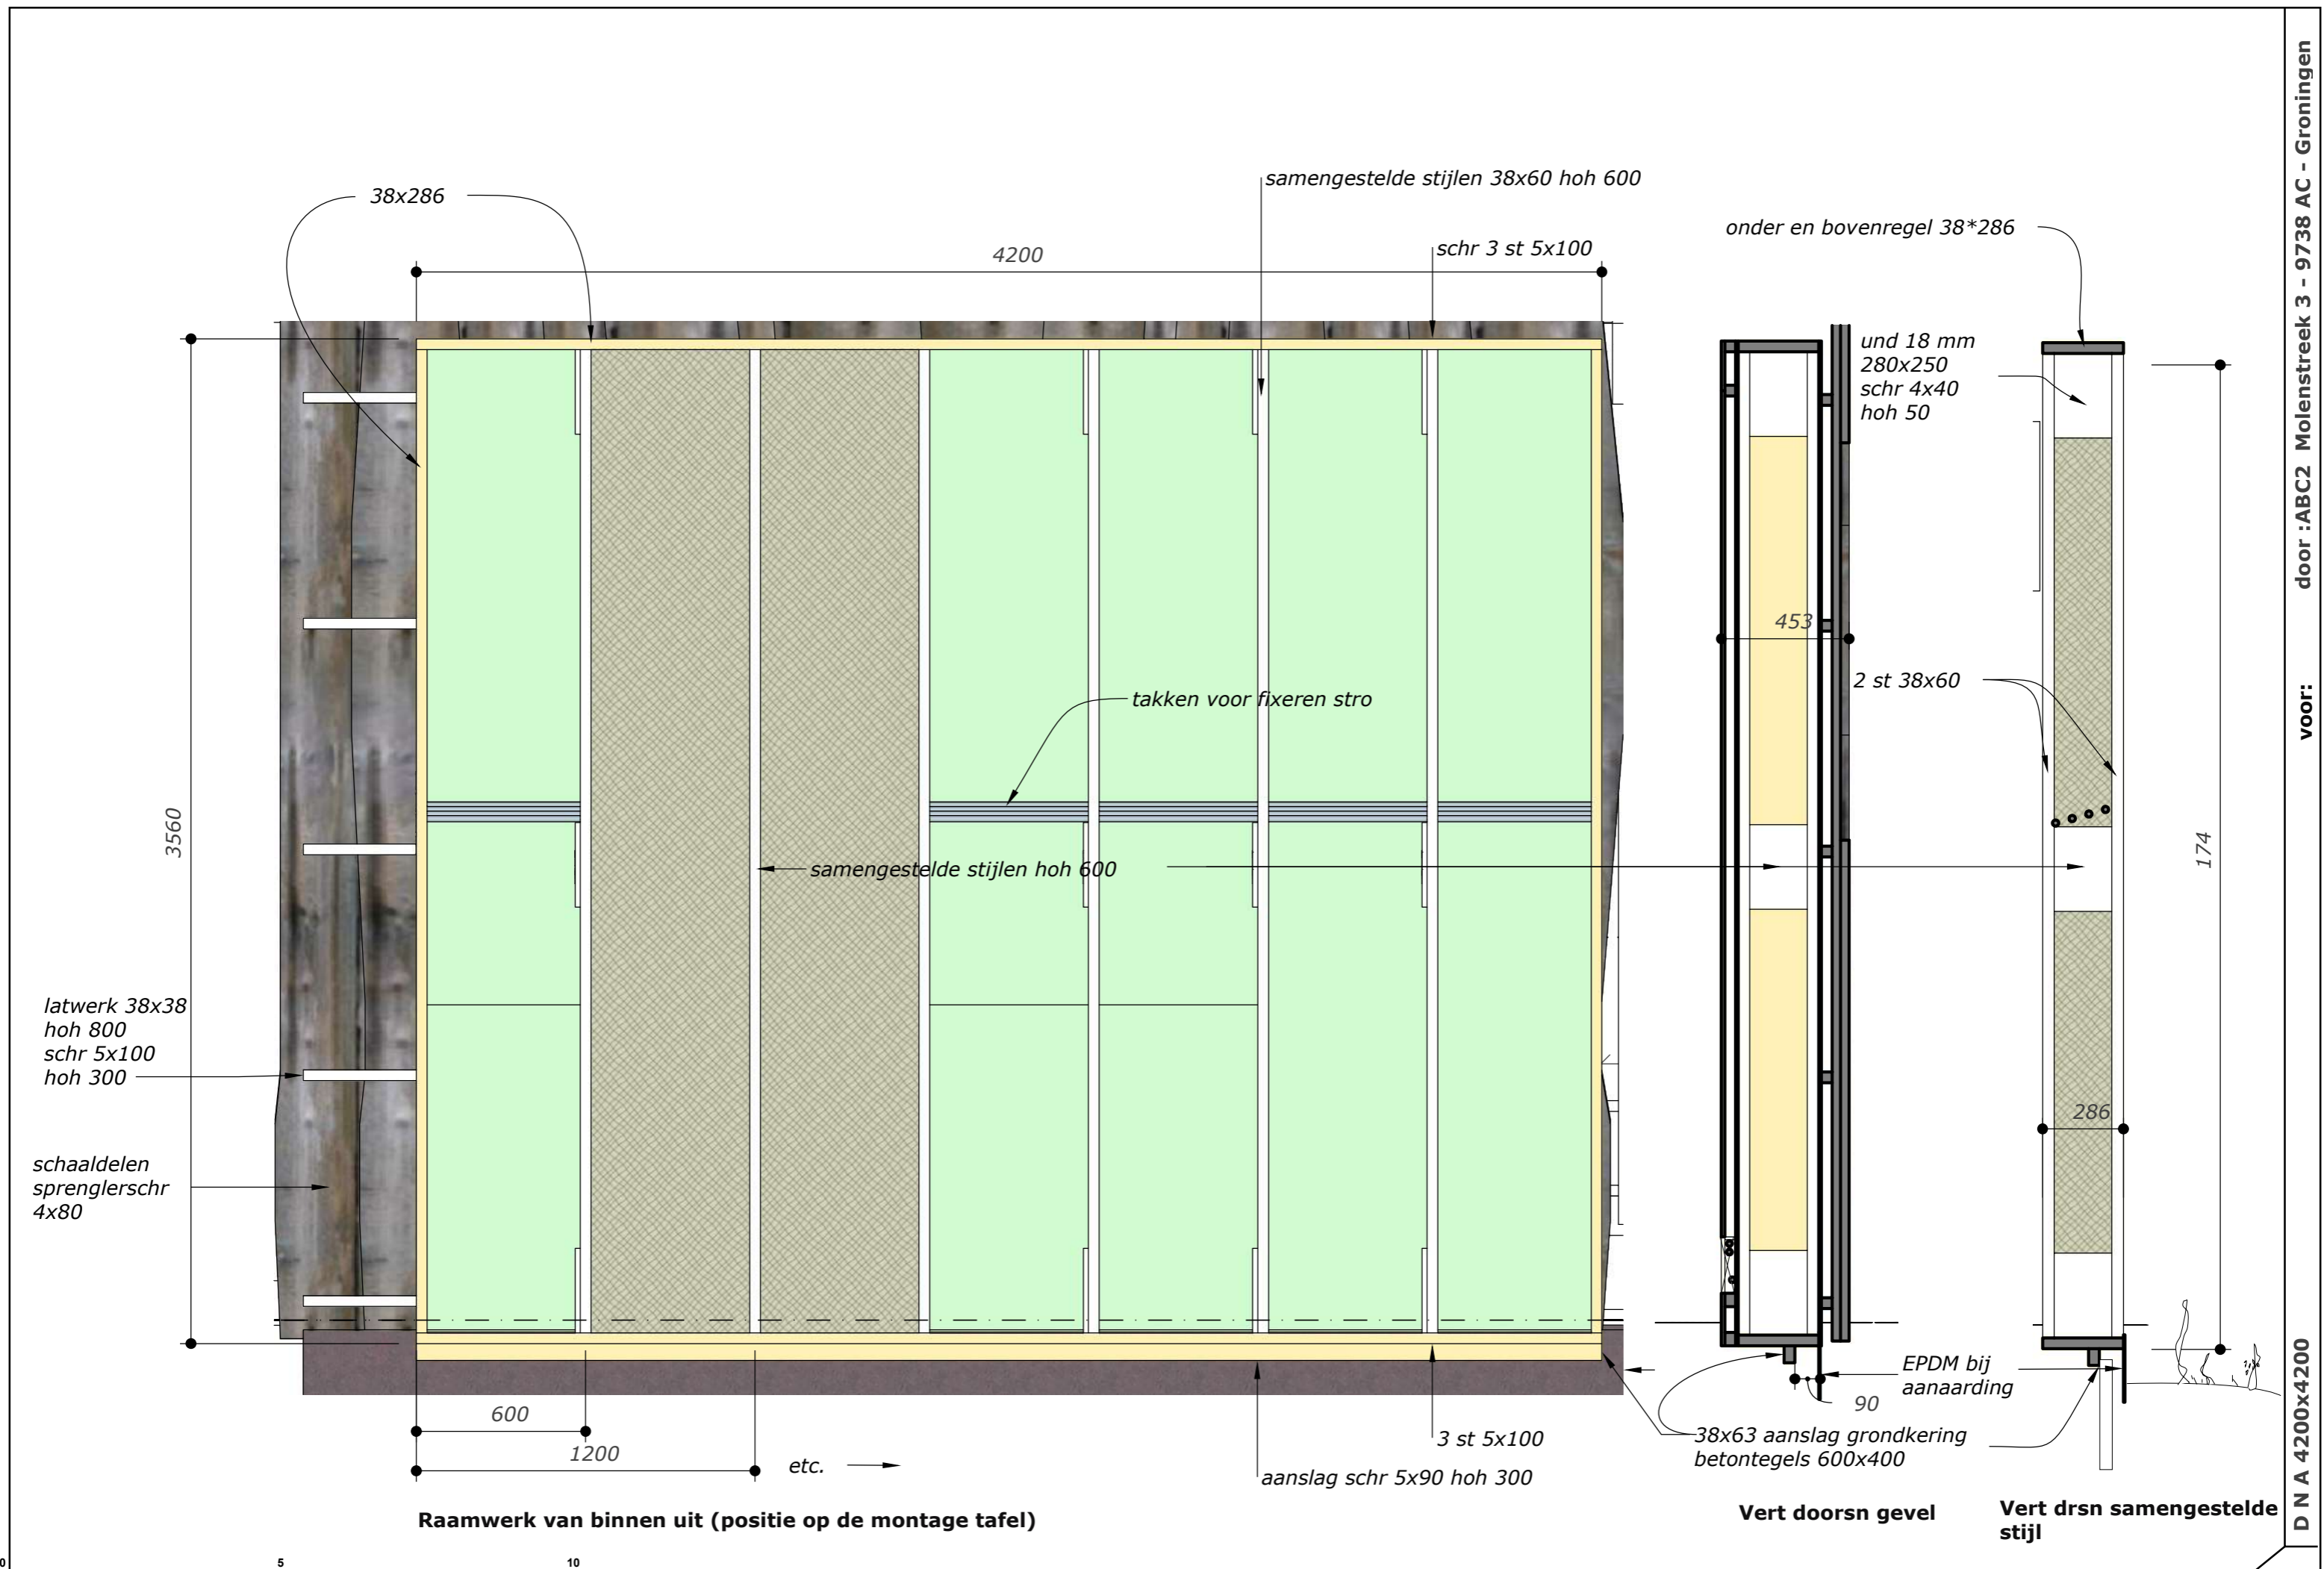 38x286
samengestelde stijlen 38x60 hoh 600
4200
schr 3 st 5x100
onder en bovenregel 38*286
und 18 mm
280x250
schr 4x40
hoh 50
453
2 st 38x60
takken voor fixeren stro
3560
samengestelde stijlen hoh 600
174
latwerk 38x38
hoh 800
schr 5x100
hoh 300
286
schaaldelen
sprenglerschr
4x80
EPDM bij
aanaarding
90
600
1200
etc.
3 st 5x100
aanslag schr 5x90 hoh 300
38x63 aanslag grondkering
betontegels 600x400
Raamwerk van binnen uit (positie op de montage tafel)
Vert doorsn gevel
Vert drsn samengestelde
stijl
0
5
10
door :ABC2 Molenstreek 3 - 9738 AC - Groningen
voor:
D N A 4200x4200